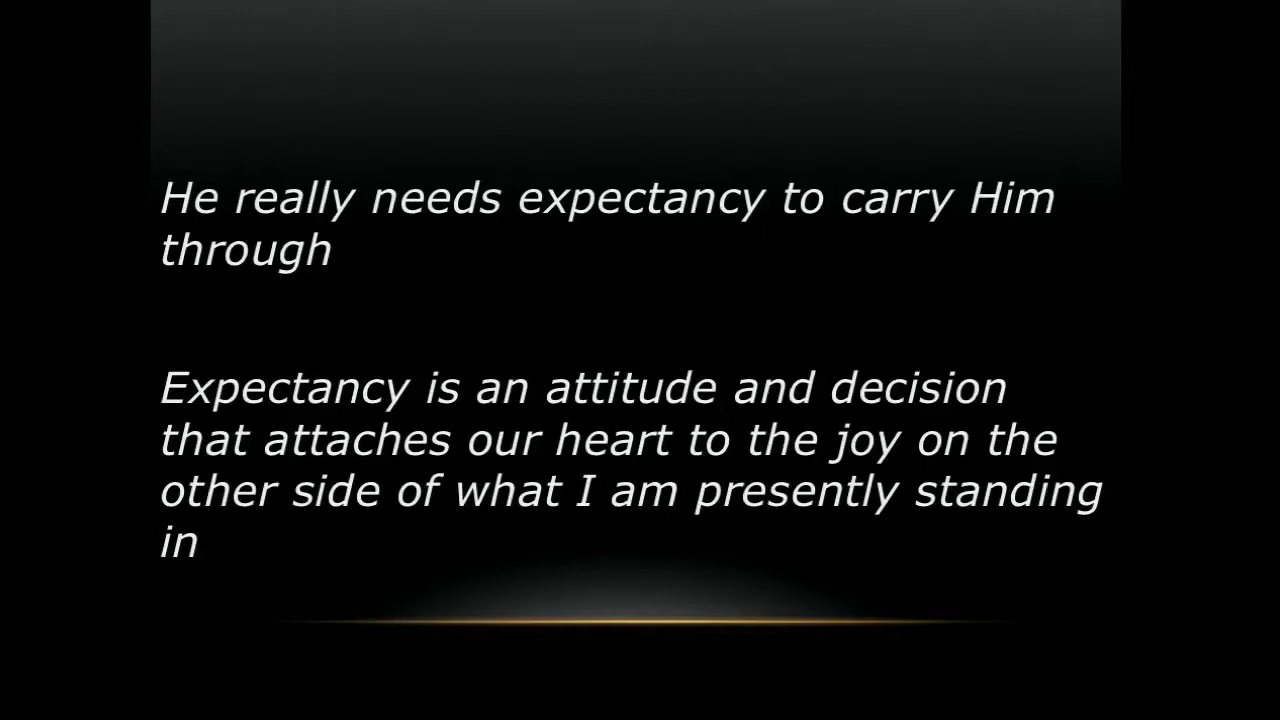 He really needs expectancy to carry Him
through
Expectancy is an attitude and decision
that attaches our heart to the joy on the
other side of what I am presently standing
in